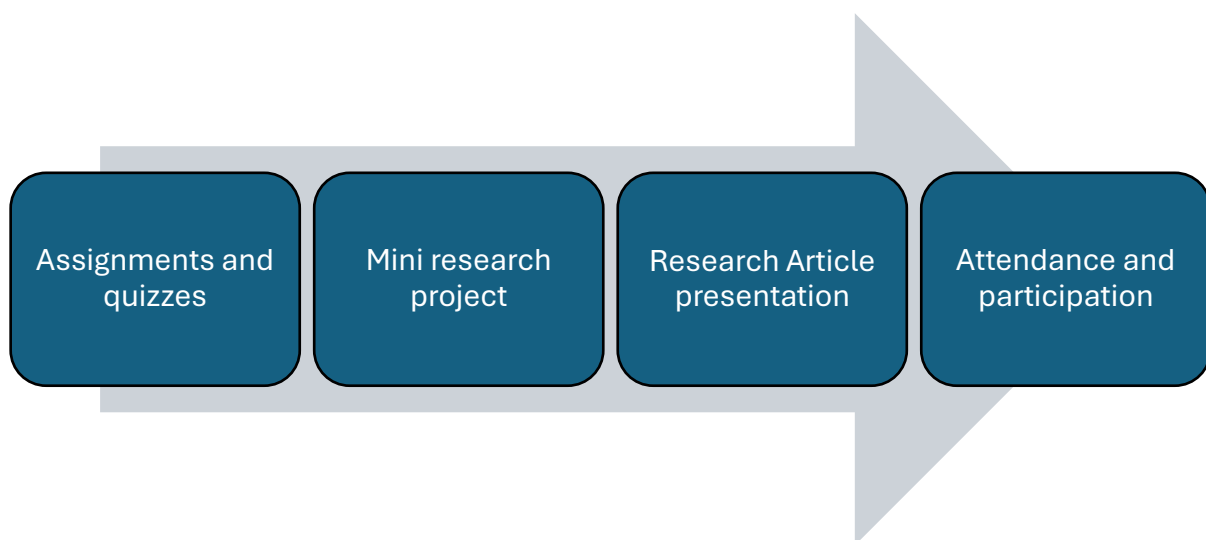 Assignments and
quizzes
Mini research
project
Research Article
presentation
Attendance and
participation